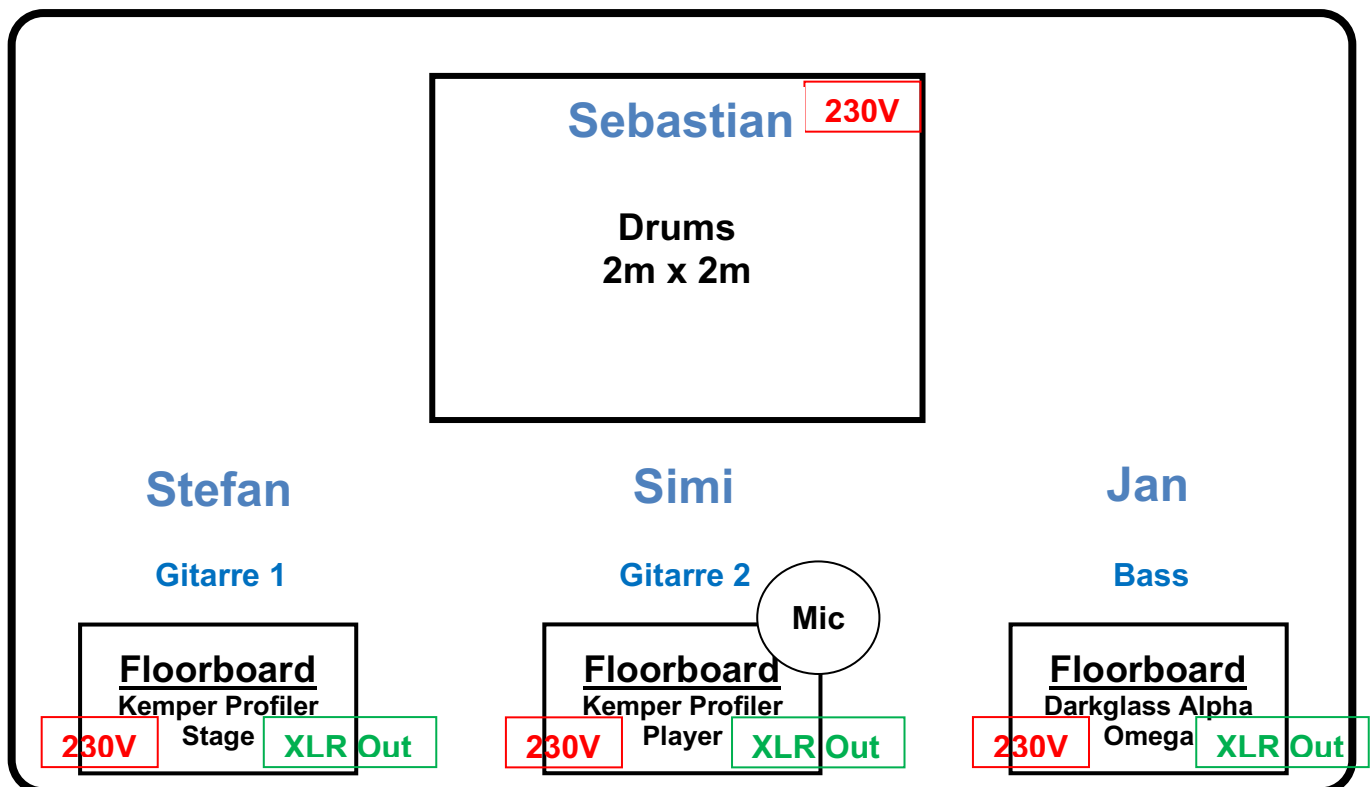 Sebastian
230V
Drums
2m x 2m
Stefan
Simi
Jan
Gitarre 1
Gitarre 2
Bass
Mic
Floorboard
Kemper Profiler
Stage
230V
XLR Out
Floorboard
Kemper Profiler
Player
230V
XLR Out
Floorboard
Darkglass Alpha
Omega
230V
XLR Out